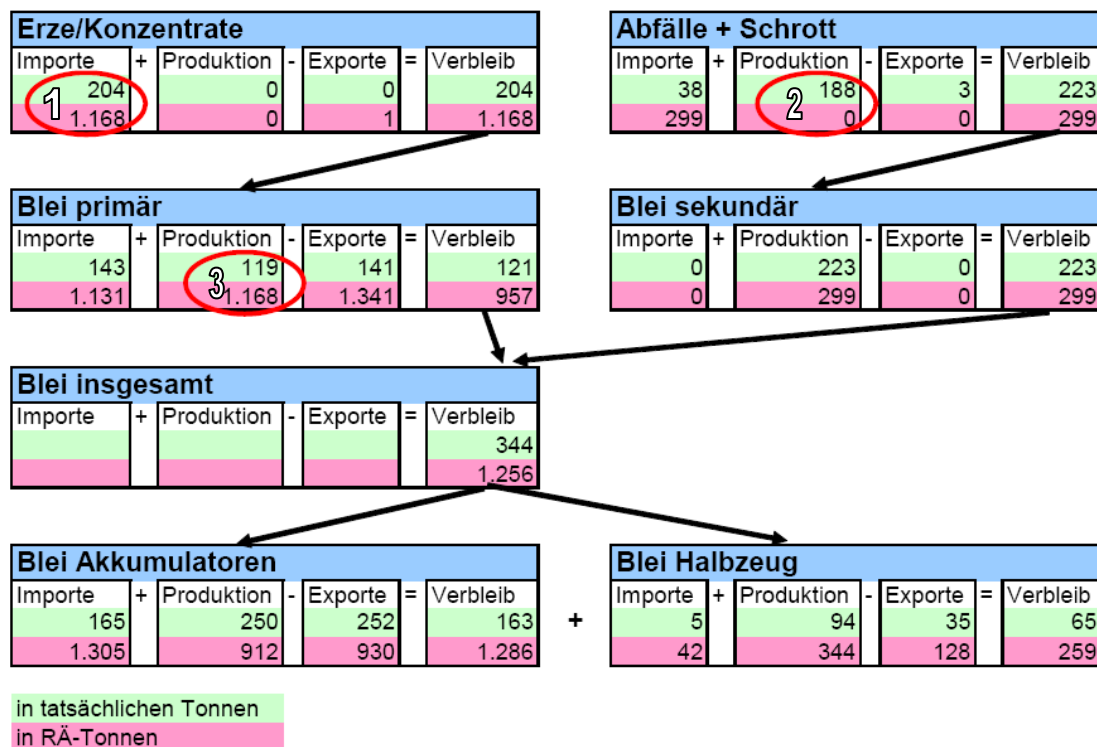 Erze/Konzentrate
Importe + Produktion - Exporte = Verbleib
204 0 0 204
1 1.168 0 1 1.168
Abfälle + Schrott
Importe + Produktion - Exporte = Verbleib
38 188 3 223
2 299 0 0 299
Blei primär
Importe + Produktion - Exporte = Verbleib
143 119 141 121
3 1.131 1.168 1.341 957
Blei sekundär
Importe + Produktion - Exporte = Verbleib
0 223 0 223
0 299 0 299
Blei insgesamt
Importe + Produktion - Exporte = Verbleib
344
1.256
Blei Akkumulatoren
Importe + Produktion - Exporte = Verbleib
165 250 252 163
1.305 912 930 1.286
+
Blei Halbzeug
Importe + Produktion - Exporte = Verbleib
5 94 35 65
42 344 128 259
in tatsächlichen Tonnen
in RÄ-Tonnen